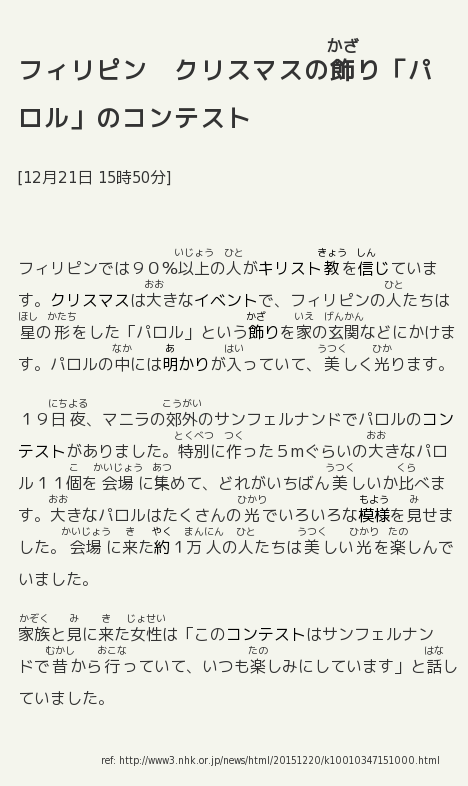 フィリピン　クリスマスの飾り「パ
ロル」のコンテスト
[12月21日 15時50分]
フィリピンでは９０％以上の人がキリスト教を信じていま
す。クリスマスは大きなイベントで、フィリピンの人たちは
星の形をした「パロル」という飾りを家の玄関などにかけま
す。パロルの中には明かりが入っていて、美しく光ります。
１９日夜、マニラの郊外のサンフェルナンドでパロルのコン
テストがありました。特別に作った５ｍぐらいの大きなパロ
ル１１個を会場に集めて、どれがいちばん美しいか比べま
す。大きなパロルはたくさんの光でいろいろな模様を見せま
した。会場に来た約１万人の人たちは美しい光を楽しんで
いました。
家族と見に来た女性は「このコンテストはサンフェルナン
ドで昔から行っていて、いつも楽しみにしています」と話し
ていました。
ref: http://www3.nhk.or.jp/news/html/20151220/k10010347151000.html